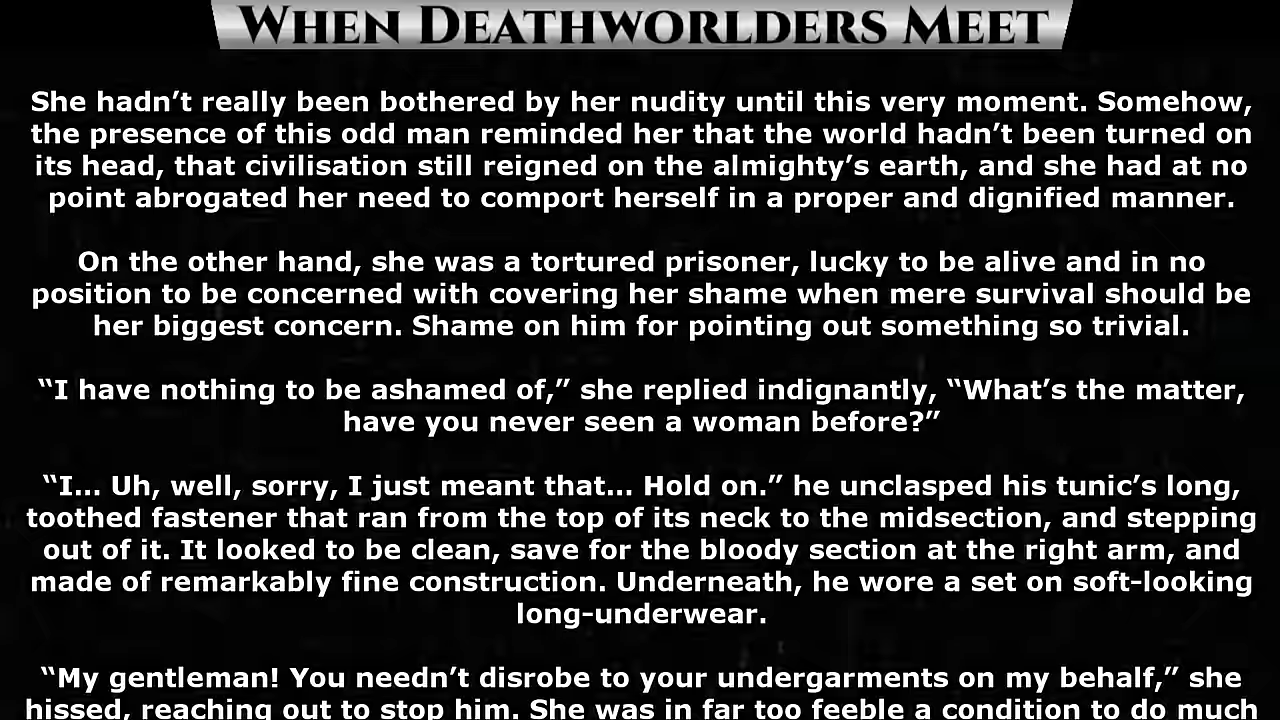 When Deathworlders Meet
She hadn’t really been bothered by her nudity until this very moment. Somehow,
the presence of this odd man reminded her that the world hadn’t been turned on
its head, that civilisation still reigned on the almighty’s earth, and she had at no
point abrogated her need to comport herself in a proper and dignified manner.
On the other hand, she was a tortured prisoner, lucky to be alive and in no
position to be concerned with covering her shame when mere survival should be
her biggest concern. Shame on him for pointing out something so trivial.
“I have nothing to be ashamed of,” she replied indignantly, “What’s the matter,
have you never seen a woman before?”
“I… Uh, well, sorry, I just meant that… Hold on.” he unclasped his tunic’s long,
toothed fastener that ran from the top of its neck to the midsection, and stepping
out of it. It looked to be clean, save for the bloody section at the right arm, and
made of remarkably fine construction. Underneath, he wore a set on soft-looking
long-underwear.
“My gentleman! You needn’t disrobe to your undergarments on my behalf,” she
hissed, reaching out to stop him. She was in far too feeble a condition to do much